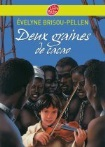 ÉVELYNE BRISOU-PELLEN
Deux graines
de cacao